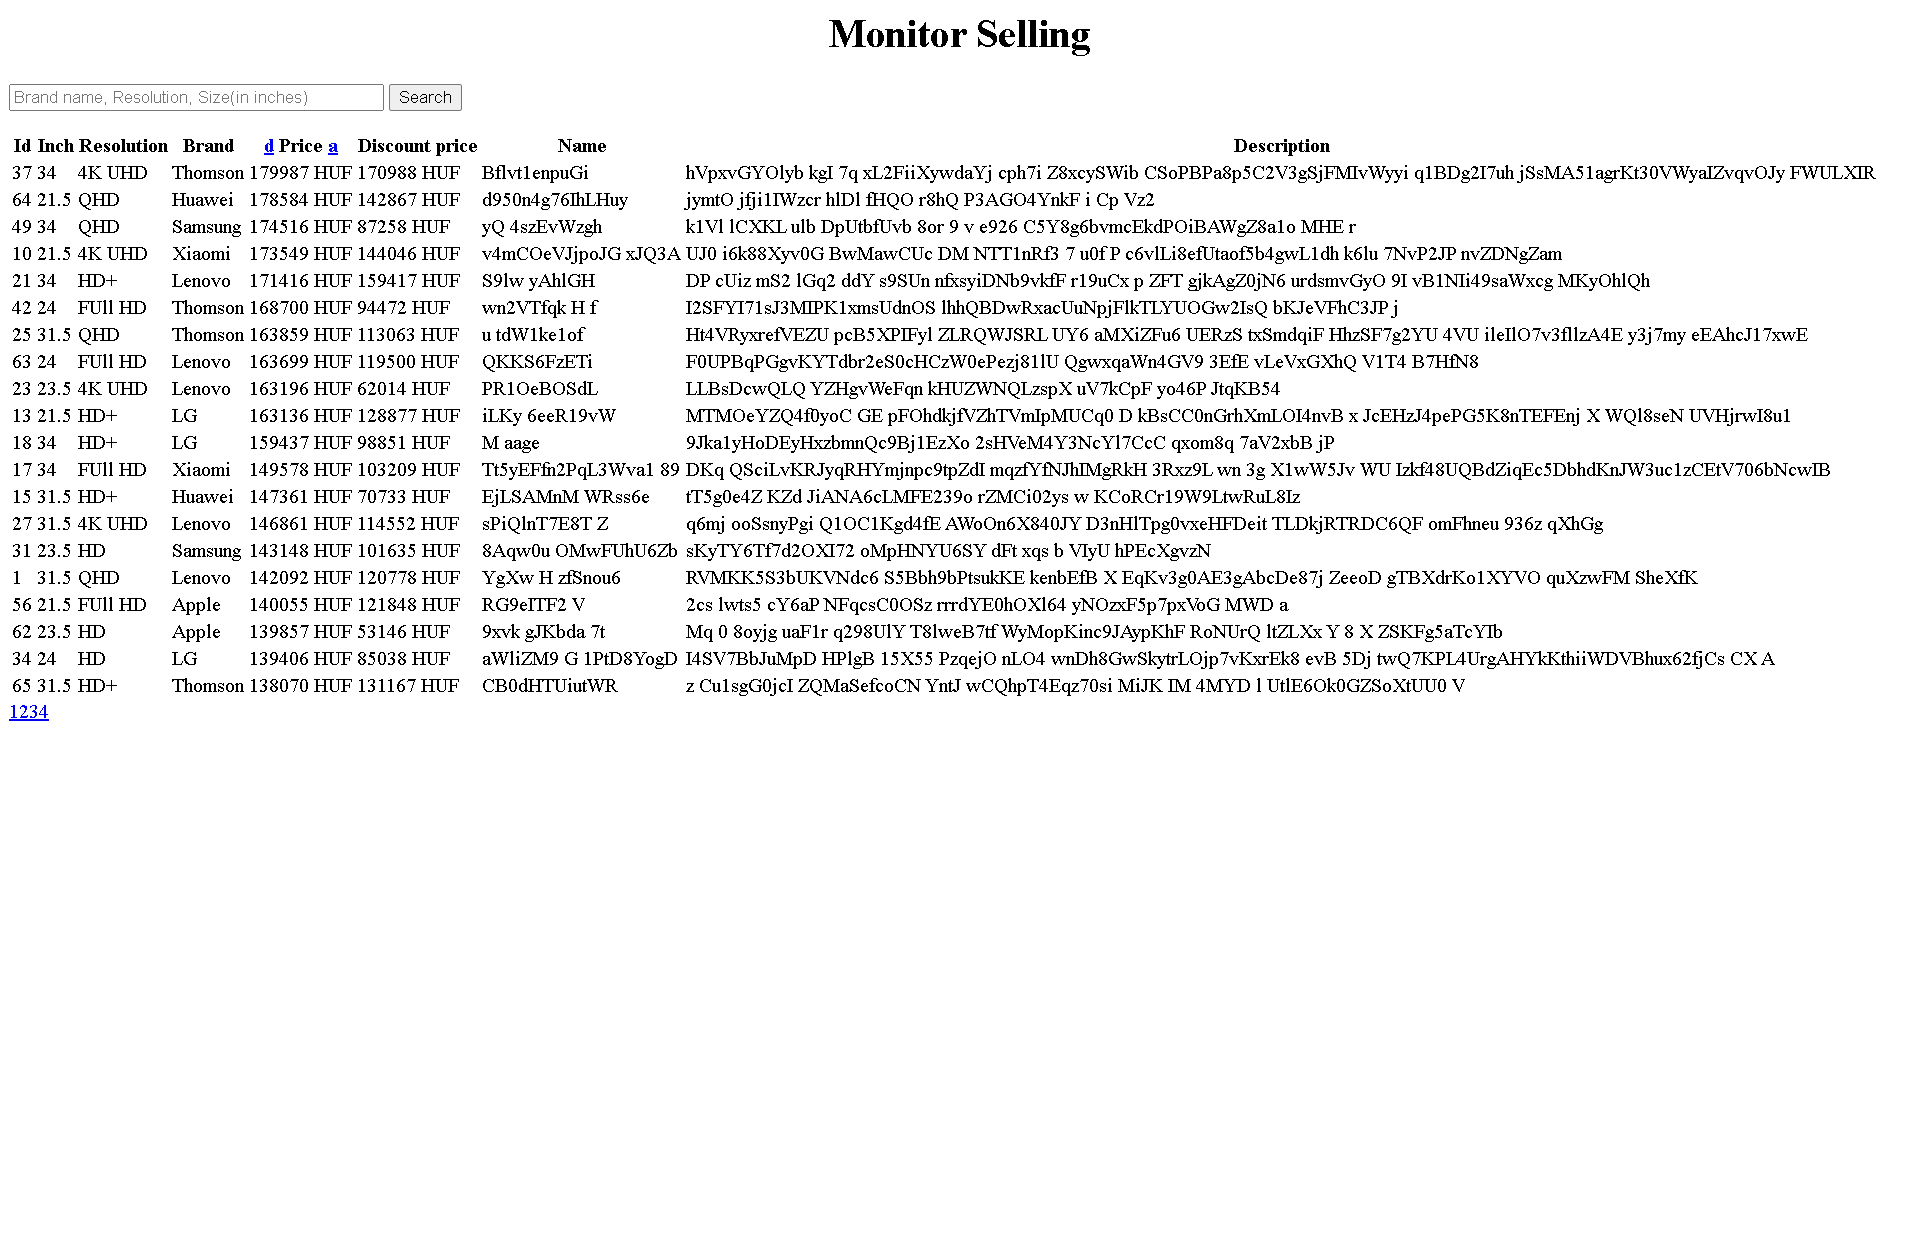 Monitor Selling
Brand name, Resolution, Size(in inches) Search
Id Inch Resolution Brand d Price a Discount price Name Description
37 34 4K UHD Thomson 179987 HUF 170988 HUF Bflvt1enpuGi hVpxvGYOlyb kgI 7q xL2FiiXywdaYj cph7i Z8xcySWib CSoPBPa8p5C2V3gSjFMIvWyyi q1BDg2I7uh jSsMA51agrKt30VWyaIZvqvOJy FWULXIR
64 21.5 QHD Huawei 178584 HUF 142867 HUF d950n4g76IhLHuy jymtO jfji1IWzcr hlDl fHQO r8hQ P3AGO4YnkF i Cp Vz2
49 34 QHD Samsung 174516 HUF 87258 HUF yQ 4szEvWzgh k1Vl lCXKL ulb DpUtbfUvb 8or 9 v e926 C5Y8g6bvmcEkdPOiBAWgZ8a1o MHE r
10 21.5 4K UHD Xiaomi 173549 HUF 144046 HUF v4mCOeVJjpoJG xJQ3A UJ0 i6k88Xyv0G BwMawCUc DM NTT1nRf3 7 u0f P c6vlLi8efUtaof5b4gwL1dh k6lu 7NvP2JP nvZDNgZam
21 34 HD+ Lenovo 171416 HUF 159417 HUF S9lw yAhlGH DP cUiz mS2 lGq2 ddY s9SUn nfxsyiDNb9vkfF r19uCx p ZFT gjkAgZ0jN6 urdsmvGyO 9I vB1NIi49saWxcg MKyOhlQh
42 24 FUll HD Thomson 168700 HUF 94472 HUF wn2VTfqk H f I2SFYI71sJ3MIPK1xmsUdnOS lhhQBDwRxacUuNpjFlkTLYUOGw2IsQ bKJeVFhC3JP j
25 31.5 QHD Thomson 163859 HUF 113063 HUF u tdW1ke1of Ht4VRyxrefVEZU pcB5XPIFyl ZLRQWJSRL UY6 aMXiZFu6 UERzS txSmdqiF HhzSF7g2YU 4VU ileIlO7v3fllzA4E y3j7my eEAhcJ17xwE
63 24 FUll HD Lenovo 163699 HUF 119500 HUF QKKS6FzETi F0UPBqPGgvKYTdbr2eS0cHCzW0ePezj81lU QgwxqaWn4GV9 3EfE vLeVxGXhQ V1T4 B7HfN8
23 23.5 4K UHD Lenovo 163196 HUF 62014 HUF PR1OeBOSdL LLBsDcwQLQ YZHgvWeFqn kHUZWNQLzspX uV7kCpF yo46P JtqKB54
13 21.5 HD+ LG 163136 HUF 128877 HUF iLKy 6eeR19vW MTMOeYZQ4f0yoC GE pFOhdkjfVZhTVmIpMUCq0 D kBsCC0nGrhXmLOI4nvB x JcEHzJ4pePG5K8nTEFEnj X WQl8seN UVHjrwI8u1
18 34 HD+ LG 159437 HUF 98851 HUF M aage 9Jka1yHoDEyHxzbmnQc9Bj1EzXo 2sHVeM4Y3NcYl7CcC qxom8q 7aV2xbB jP
17 34 FUll HD Xiaomi 149578 HUF 103209 HUF Tt5yEFfn2PqL3Wva1 89 DKq QSciLvKRJyqRHYmjnpc9tpZdI mqzfYfNJhIMgRkH 3Rxz9L wn 3g X1wW5Jv WU Izkf48UQBdZiqEc5DbhdKnJW3uc1zCEtV706bNcwIB
15 31.5 HD+ Huawei 147361 HUF 70733 HUF EjLSAMnM WRss6e tT5g0e4Z KZd JiANA6cLMFE239o rZMCi02ys w KCoRCr19W9LtwRuL8Iz
27 31.5 4K UHD Lenovo 146861 HUF 114552 HUF sPiQlnT7E8T Z q6mj ooSsnyPgi Q1OC1Kgd4fE AWoOn6X840JY D3nHlTpg0vxeHFDeit TLDkjRTRDC6QF omFhneu 936z qXhGg
31 23.5 HD Samsung 143148 HUF 101635 HUF 8Aqw0u OMwFUhU6Zb sKyTY6Tf7d2OXI72 oMpHNYU6SY dFt xqs b VIyU hPEcXgvzN
1 31.5 QHD Lenovo 142092 HUF 120778 HUF YgXw H zfSnou6 RVMKK5S3bUKVNdc6 S5Bbh9bPtsukKE kenbEfB X EqKv3g0AE3gAbcDe87j ZeeoD gTBXdrKo1XYVO quXzwFM SheXfK
56 21.5 FUll HD Apple 140055 HUF 121848 HUF RG9eITF2 V 2cs lwts5 cY6aP NFqcsC0OSz rrrdYE0hOXl64 yNOzxF5p7pxVoG MWD a
62 23.5 HD Apple 139857 HUF 53146 HUF 9xvk gJKbda 7t Mq 0 8oyjg uaF1r q298UlY T8lweB7tf WyMopKinc9JAypKhF RoNUrQ ltZLXx Y 8 X ZSKFg5aTcYIb
34 24 HD LG 139406 HUF 85038 HUF aWliZM9 G 1PtD8YogD I4SV7BbJuMpD HPlgB 15X55 PzqejO nLO4 wnDh8GwSkytrLOjp7vKxrEk8 evB 5Dj twQ7KPL4UrgAHYkKthiiWDVBhux62fjCs CX A
65 31.5 HD+ Thomson 138070 HUF 131167 HUF CB0dHTUiutWR z Cu1sgG0jcI ZQMaSefcoCN YntJ wCQhpT4Eqz70si MiJK IM 4MYD l UtlE6Ok0GZSoXtUU0 V
1234